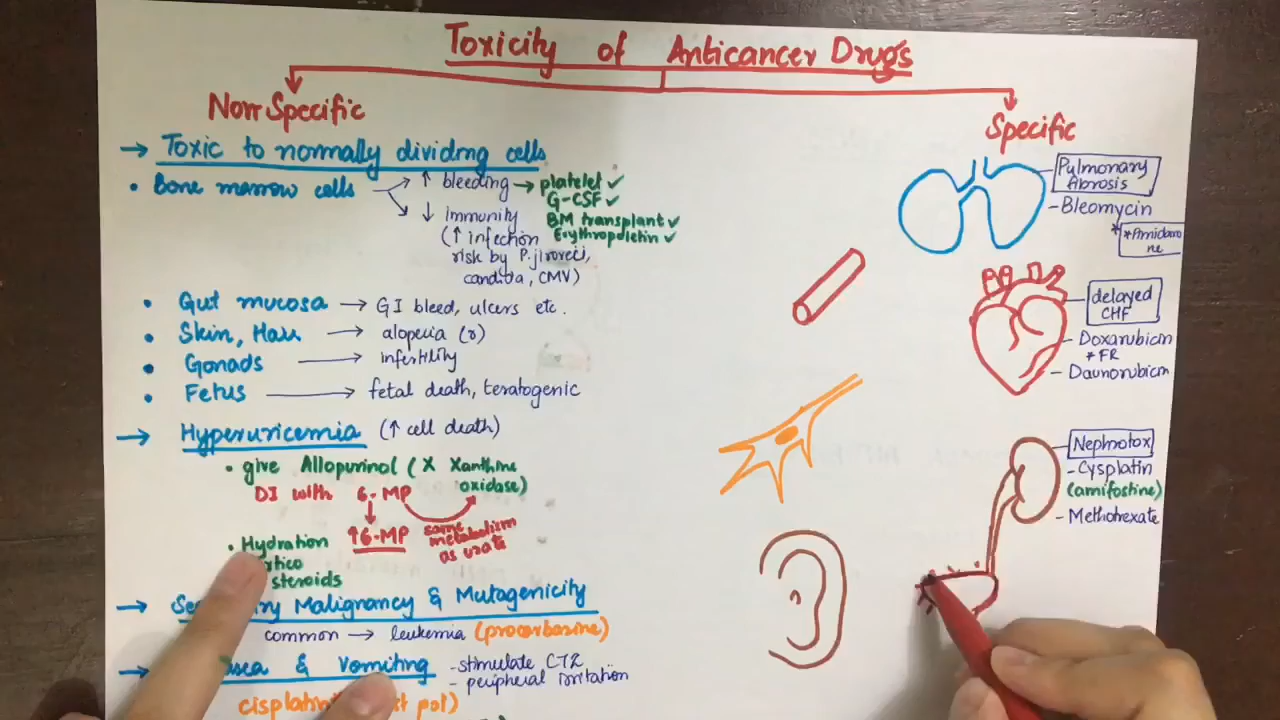 Toxicity of Anticancer Drugs
Non Specific
→ Toxic to normally dividing cells
• Bone marrow cells
↑ bleeding → platelet ✓
G-CSF ✓
BM transplant ✓
Erythropoietin ✓
↓ immunity
(↑ infection
risk by P.jiroveci,
candida, CMV)
• Gut mucosa → GI bleed, ulcers etc.
• Skin, Hair → alopecia (r)
• Gonads → infertility
• Fetus → fetal death, teratogenic
→ Hyperuricemia (↑ cell death)
• give Allopurinol (X Xanthine
oxidase)
DI with 6-MP
↑6-MP
same
metabolism
as urate
• Hydration
steroids
Malignancy & Mutagenicity
common → leukemia (procarbazine)
→ & vomiting
- stimulate CTZ
- peripheral irritation
Specific
Pulmonary
fibrosis
- Bleomycin
* *Amidaro
ne
delayed
CHF
- Doxarubicin
* FR
- Daunorubicin
Nephrotox
- Cysplatin
(amifostine)
- Methotrexate